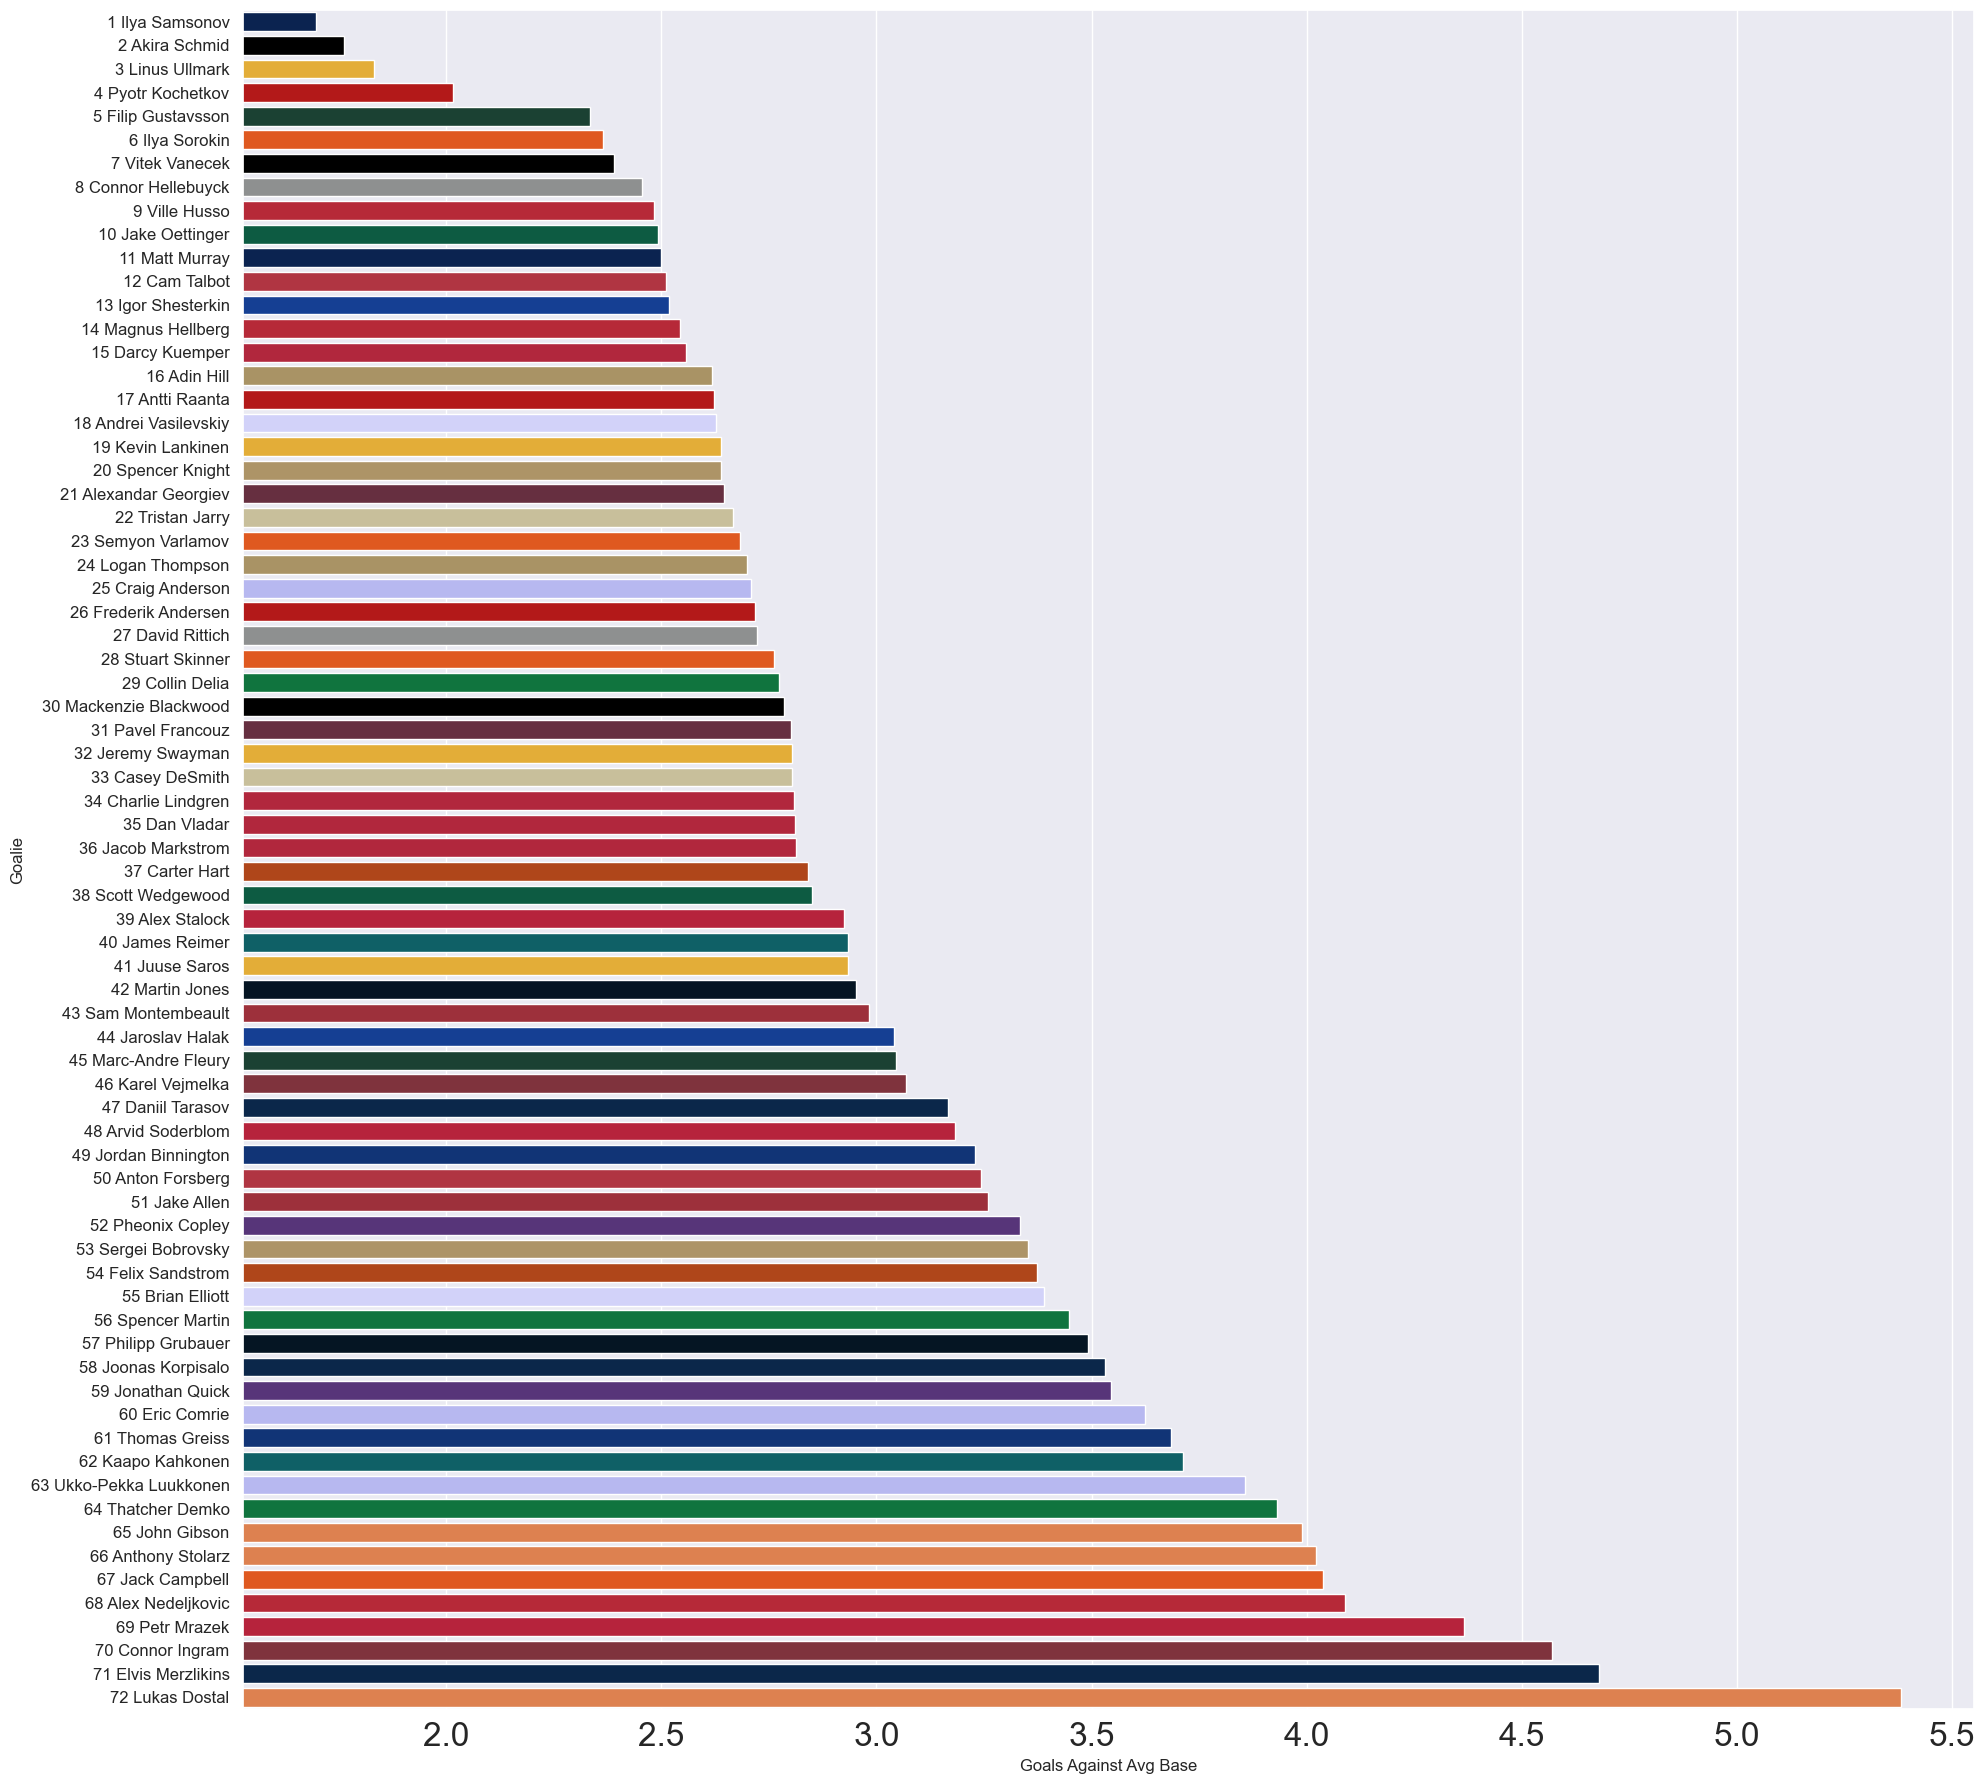 1 Ilya Samsonov
2 Akira Schmid
3 Linus Ullmark
4 Pyotr Kochetkov
5 Filip Gustavsson
6 Ilya Sorokin
7 Vitek Vanecek
8 Connor Hellebuyck
9 Ville Husso
10 Jake Oettinger
11 Matt Murray
12 Cam Talbot
13 Igor Shesterkin
14 Magnus Hellberg
15 Darcy Kuemper
16 Adin Hill
17 Antti Raanta
18 Andrei Vasilevskiy
19 Kevin Lankinen
20 Spencer Knight
21 Alexandar Georgiev
22 Tristan Jarry
23 Semyon Varlamov
24 Logan Thompson
25 Craig Anderson
26 Frederik Andersen
27 David Rittich
28 Stuart Skinner
29 Collin Delia
30 Mackenzie Blackwood
31 Pavel Francouz
32 Jeremy Swayman
33 Casey DeSmith
34 Charlie Lindgren
35 Dan Vladar
36 Jacob Markstrom
37 Carter Hart
38 Scott Wedgewood
39 Alex Stalock
40 James Reimer
41 Juuse Saros
42 Martin Jones
43 Sam Montembeault
44 Jaroslav Halak
45 Marc-Andre Fleury
46 Karel Vejmelka
47 Daniil Tarasov
48 Arvid Soderblom
49 Jordan Binnington
50 Anton Forsberg
51 Jake Allen
52 Pheonix Copley
53 Sergei Bobrovsky
54 Felix Sandstrom
55 Brian Elliott
56 Spencer Martin
57 Philipp Grubauer
58 Joonas Korpisalo
59 Jonathan Quick
60 Eric Comrie
61 Thomas Greiss
62 Kaapo Kahkonen
63 Ukko-Pekka Luukkonen
64 Thatcher Demko
65 John Gibson
66 Anthony Stolarz
67 Jack Campbell
68 Alex Nedeljkovic
69 Petr Mrazek
70 Connor Ingram
71 Elvis Merzlikins
72 Lukas Dostal
Goalie
2.0 2.5 3.0 3.5 4.0 4.5 5.0 5.5
Goals Against Avg Base